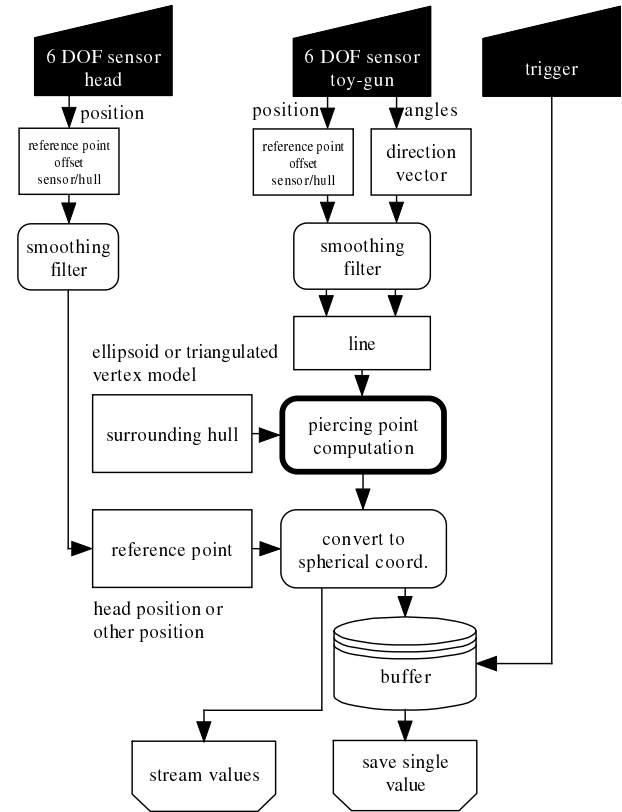 6 DOF sensor
head
6 DOF sensor
toy-gun
trigger
position
position
angles
reference point
offset
sensor/hull
reference point
offset
sensor/hull
direction
vector
smoothing
filter
smoothing
filter
line
ellipsoid or triangulated
vertex model
surrounding hull
piercing point
computation
reference point
convert to
spherical coord.
head position or
other position
buffer
stream values
save single
value